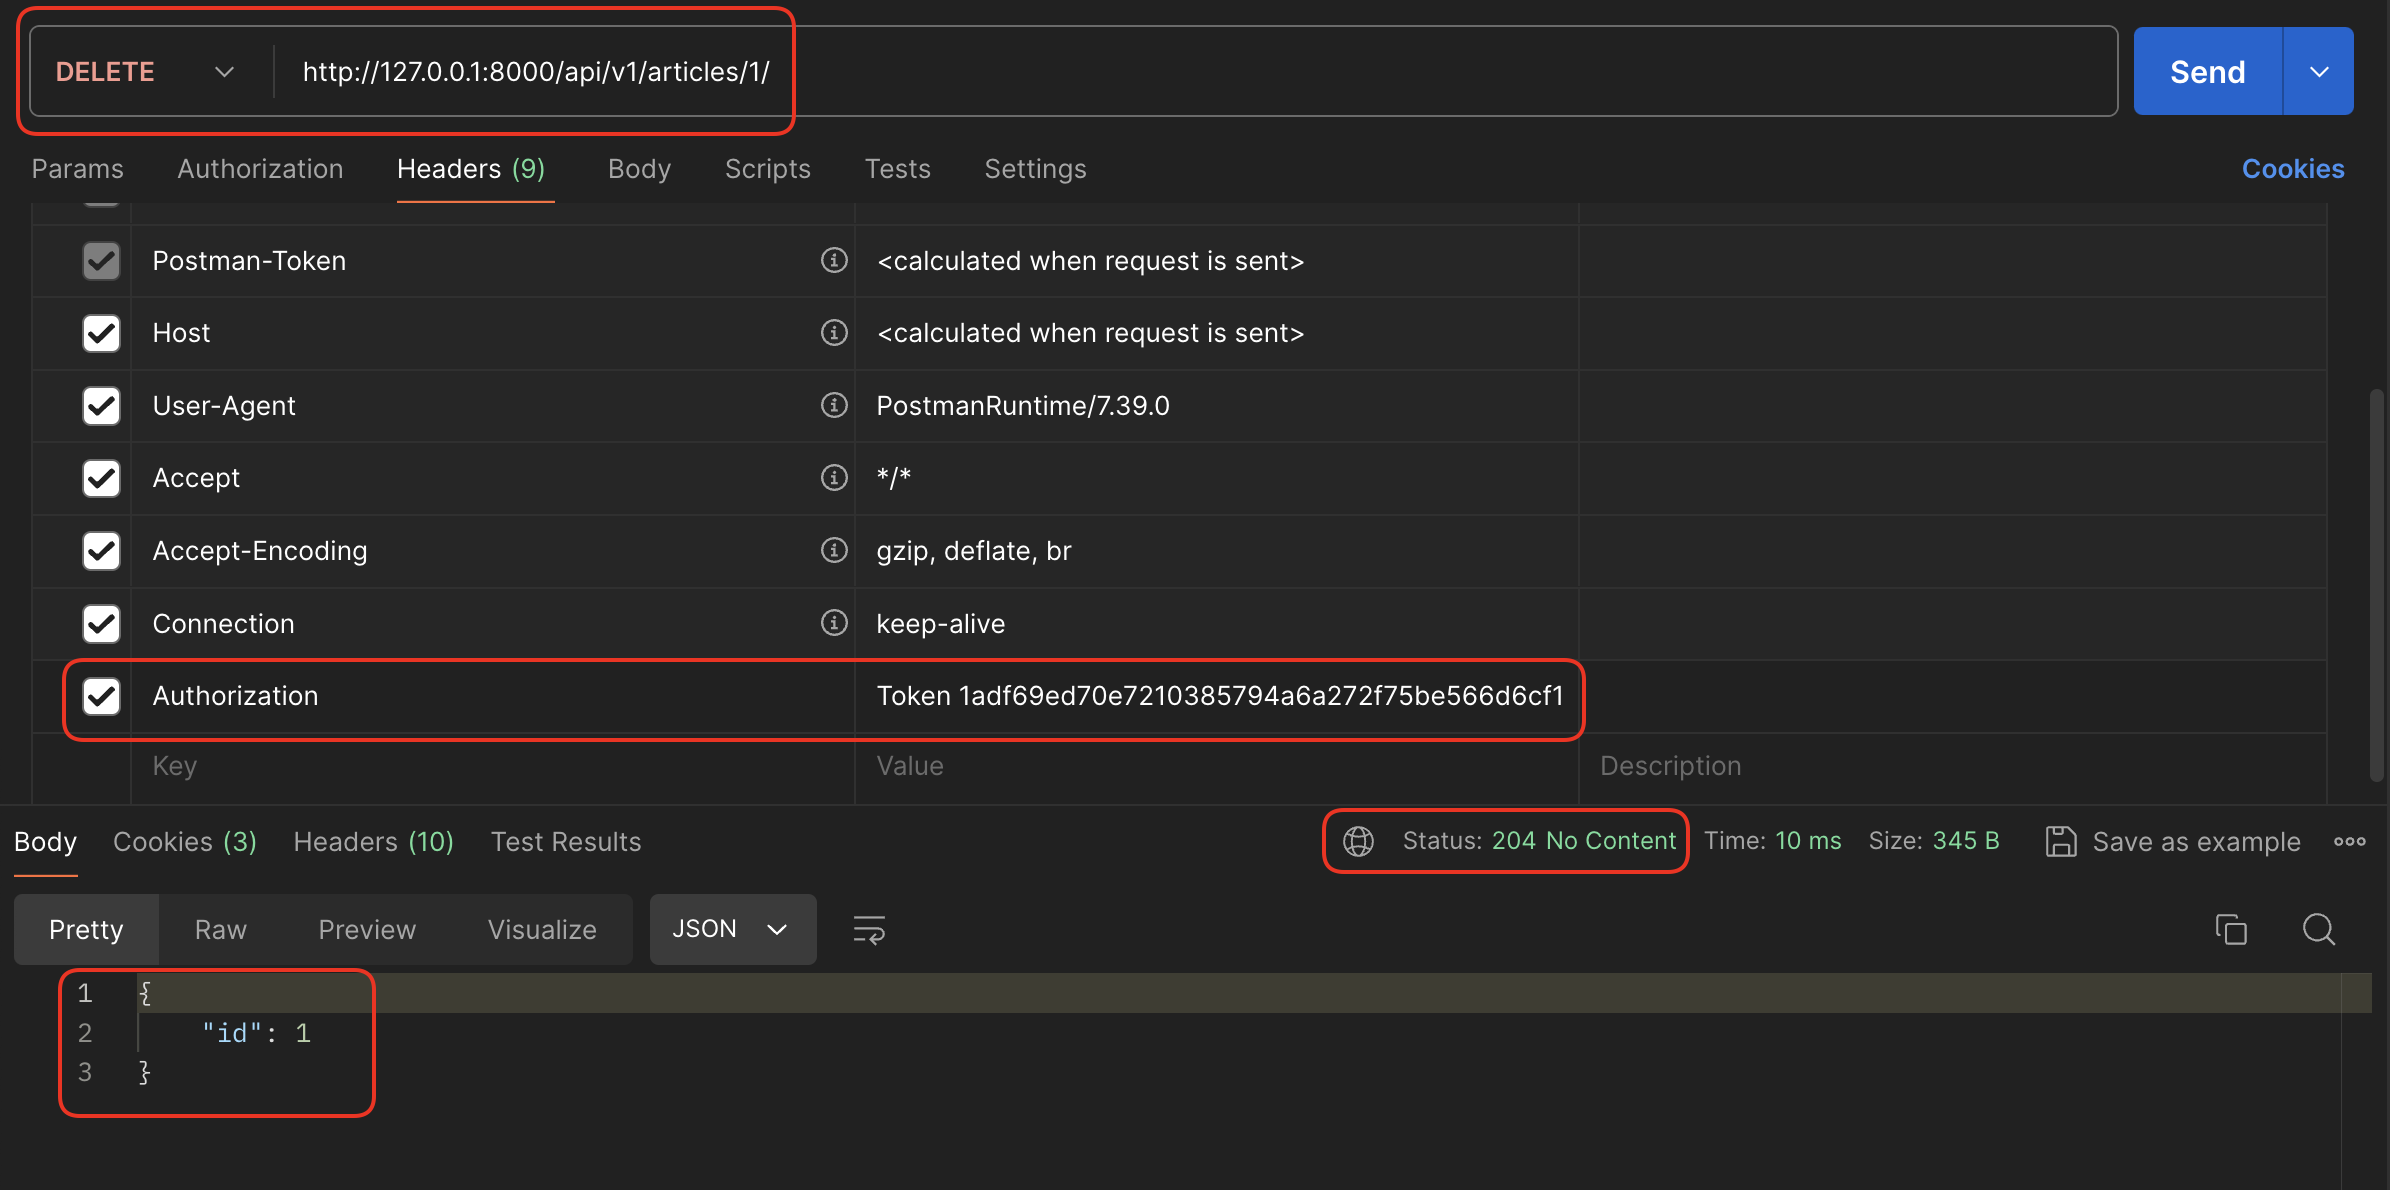 DELETE http://127.0.0.1:8000/api/v1/articles/1/ Send
Params Authorization Headers (9) Body Scripts Tests Settings Cookies
Postman-Token <calculated when request is sent>
Host <calculated when request is sent>
User-Agent PostmanRuntime/7.39.0
Accept */*
Accept-Encoding gzip, deflate, br
Connection keep-alive
Authorization Token 1adf69ed70e7210385794a6a272f75be566d6cf1
Key Value Description
Body Cookies (3) Headers (10) Test Results Status: 204 No Content Time: 10 ms Size: 345 B Save as example
Pretty Raw Preview Visualize JSON
1 {
2 "id": 1
3 }